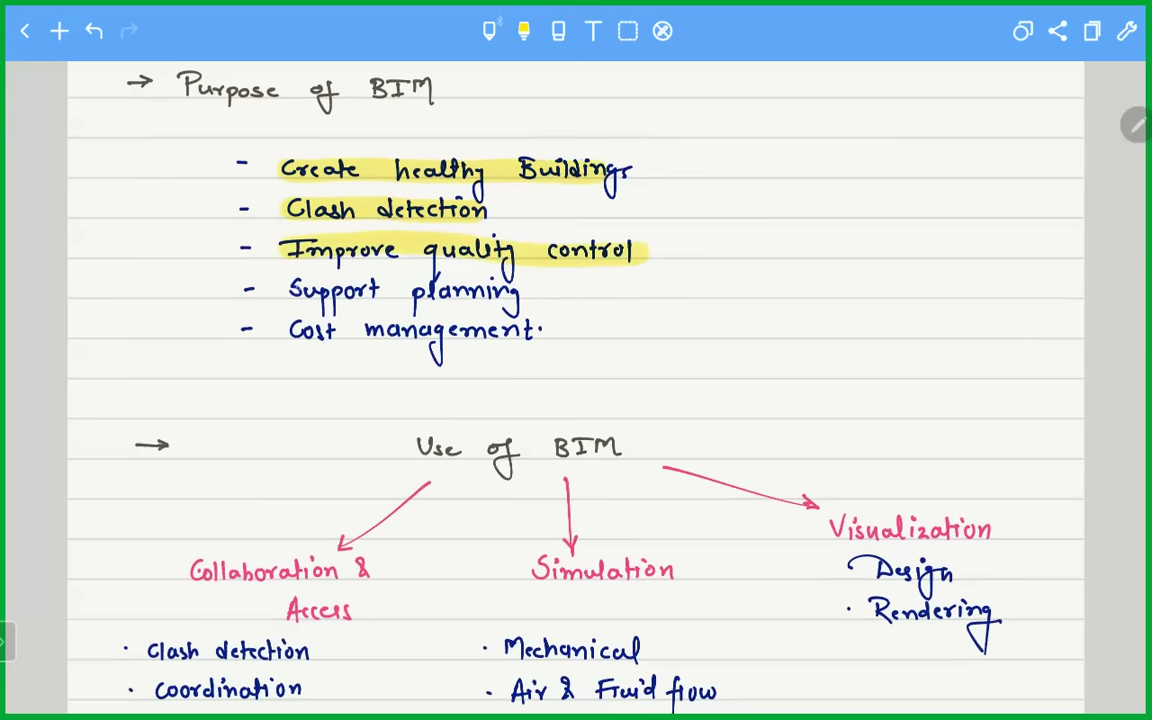 → Purpose of BIM
- Create healthy Buildings
- Clash detection
- Improve quality control
- Support planning
- Cost management.
→ Use of BIM
Collaboration &
Access
· Clash detection
· Coordination
Simulation
· Mechanical
· Air & Fluid flow
Visualization
Design
· Rendering